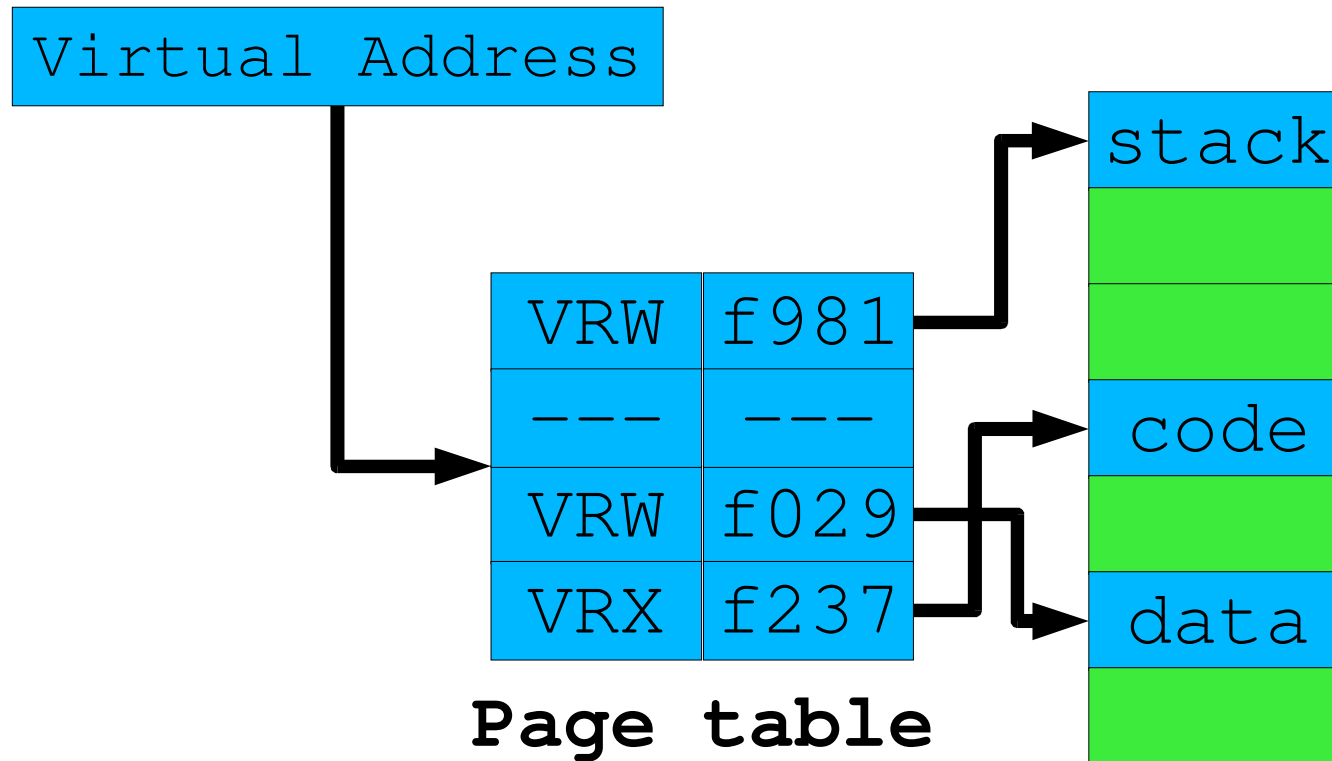 Virtual Address
stack
VRW f981
--- ---
code
VRW f029
VRX f237
data
Page table